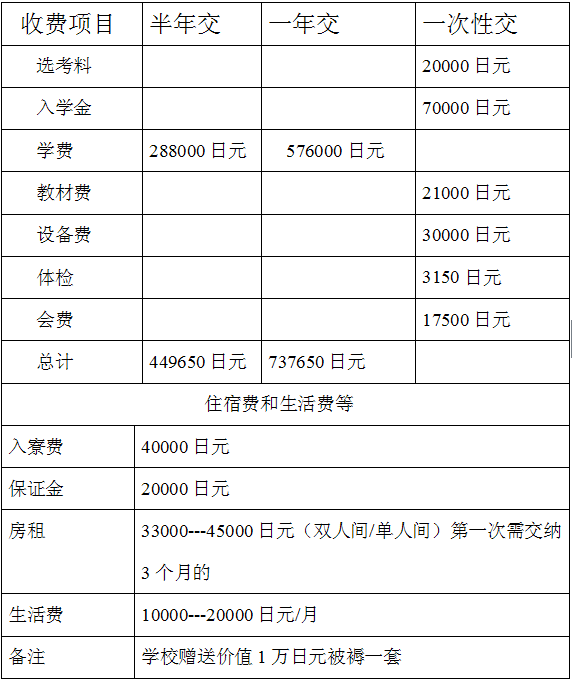 收费项目 半年交 一年交 一次性交
选考料 20000 日元
入学金 70000 日元
学费 288000 日元 576000 日元
教材费 21000 日元
设备费 30000 日元
体检 3150 日元
会费 17500 日元
总计 449650 日元 737650 日元
住宿费和生活费等
入寮费 40000 日元
保证金 20000 日元
房租 33000---45000 日元（双人间/单人间）第一次需交纳
3 个月的
生活费 10000---20000 日元/月
备注 学校赠送价值 1 万日元被褥一套